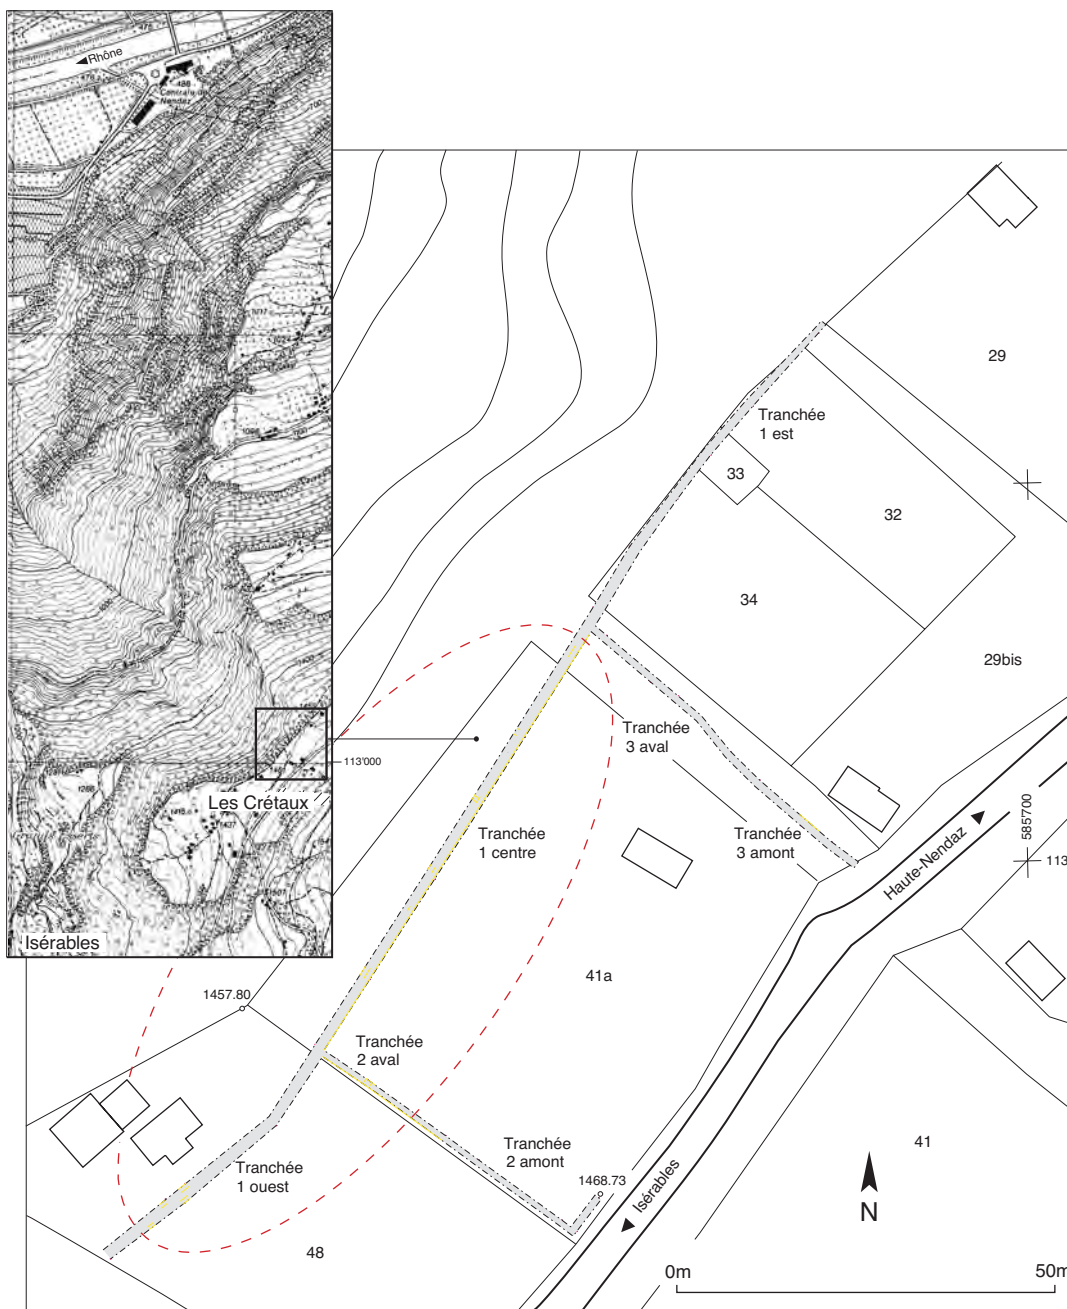 Rhône
486
Centrale de
Nendaz
Les Crétaux
Isérables
113'000
29
Tranchée
1 est
33
32
34
29bis
Tranchée
3 aval
Tranchée
1 centre
Tranchée
3 amont
585700
113
Haute-Nendaz
41a
1457.80
Tranchée
2 aval
Tranchée
2 amont
1468.73
Isérables
41
Tranchée
1 ouest
48
N
0m
50m